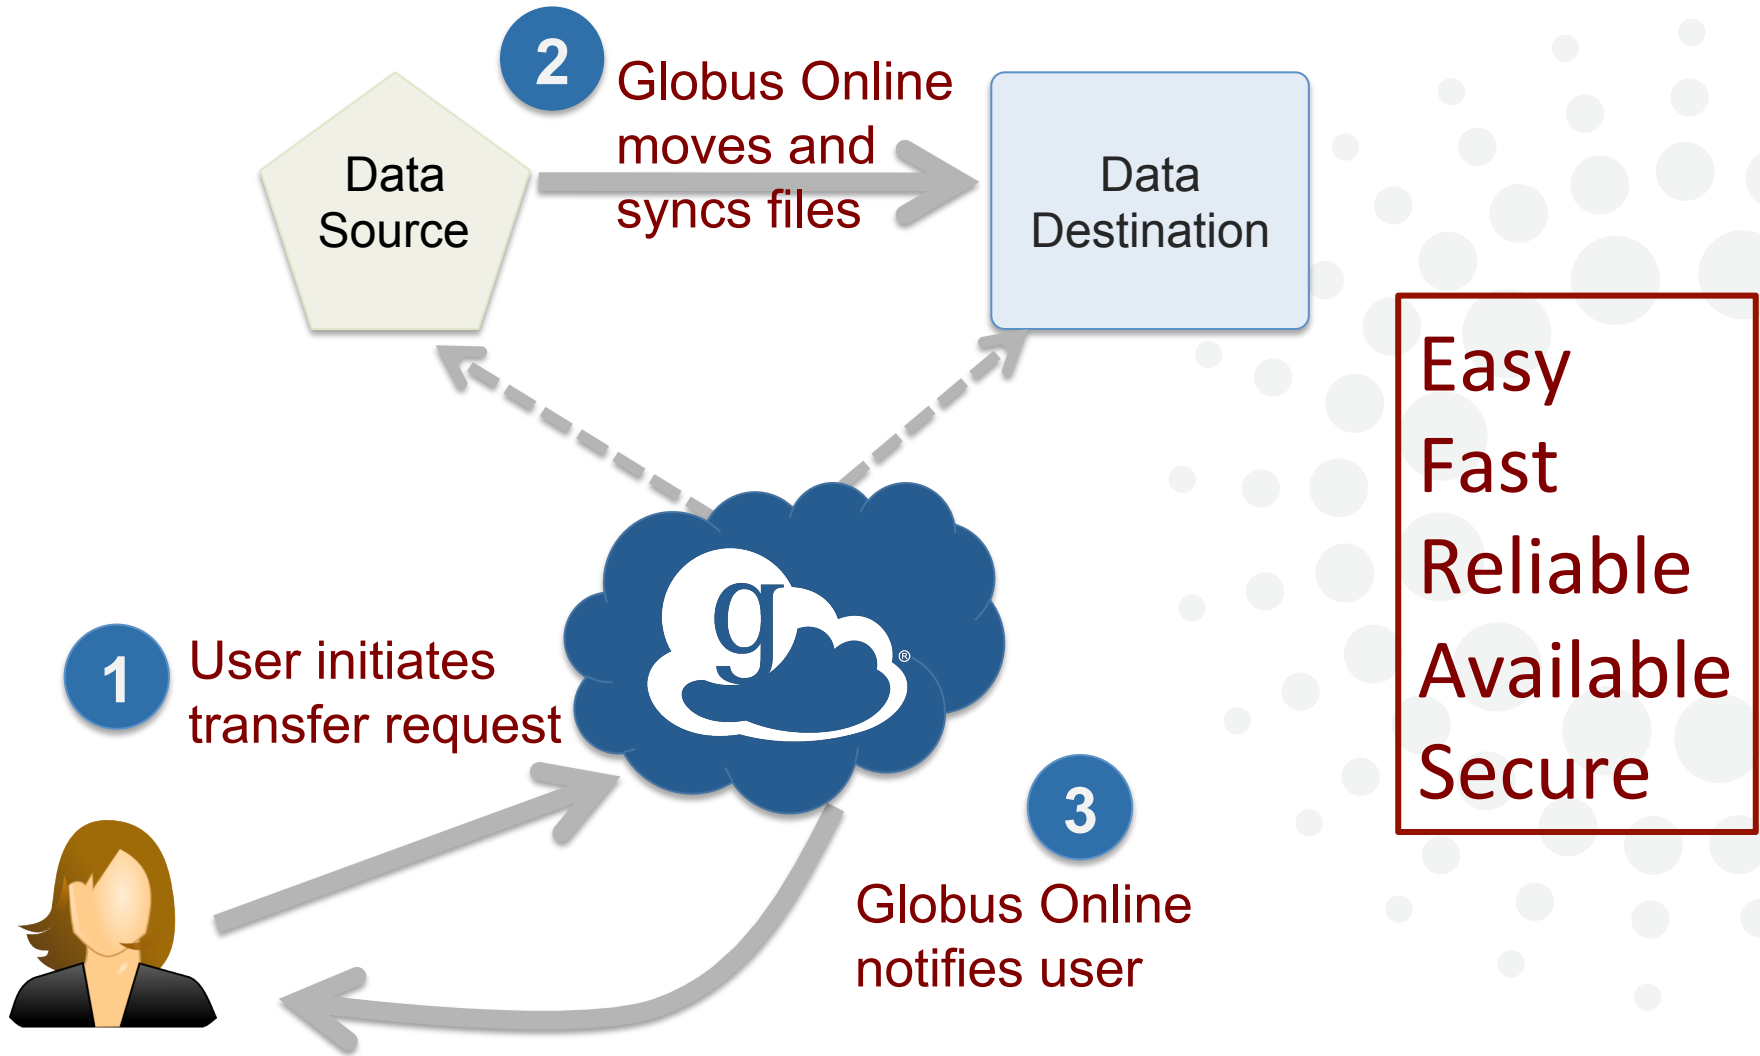 2
Globus Online
moves and
syncs files
Data
Source
Data
Destination
Easy
Fast
Reliable
Available
Secure
g
®
1
User initiates
transfer request
3
Globus Online
notifies user